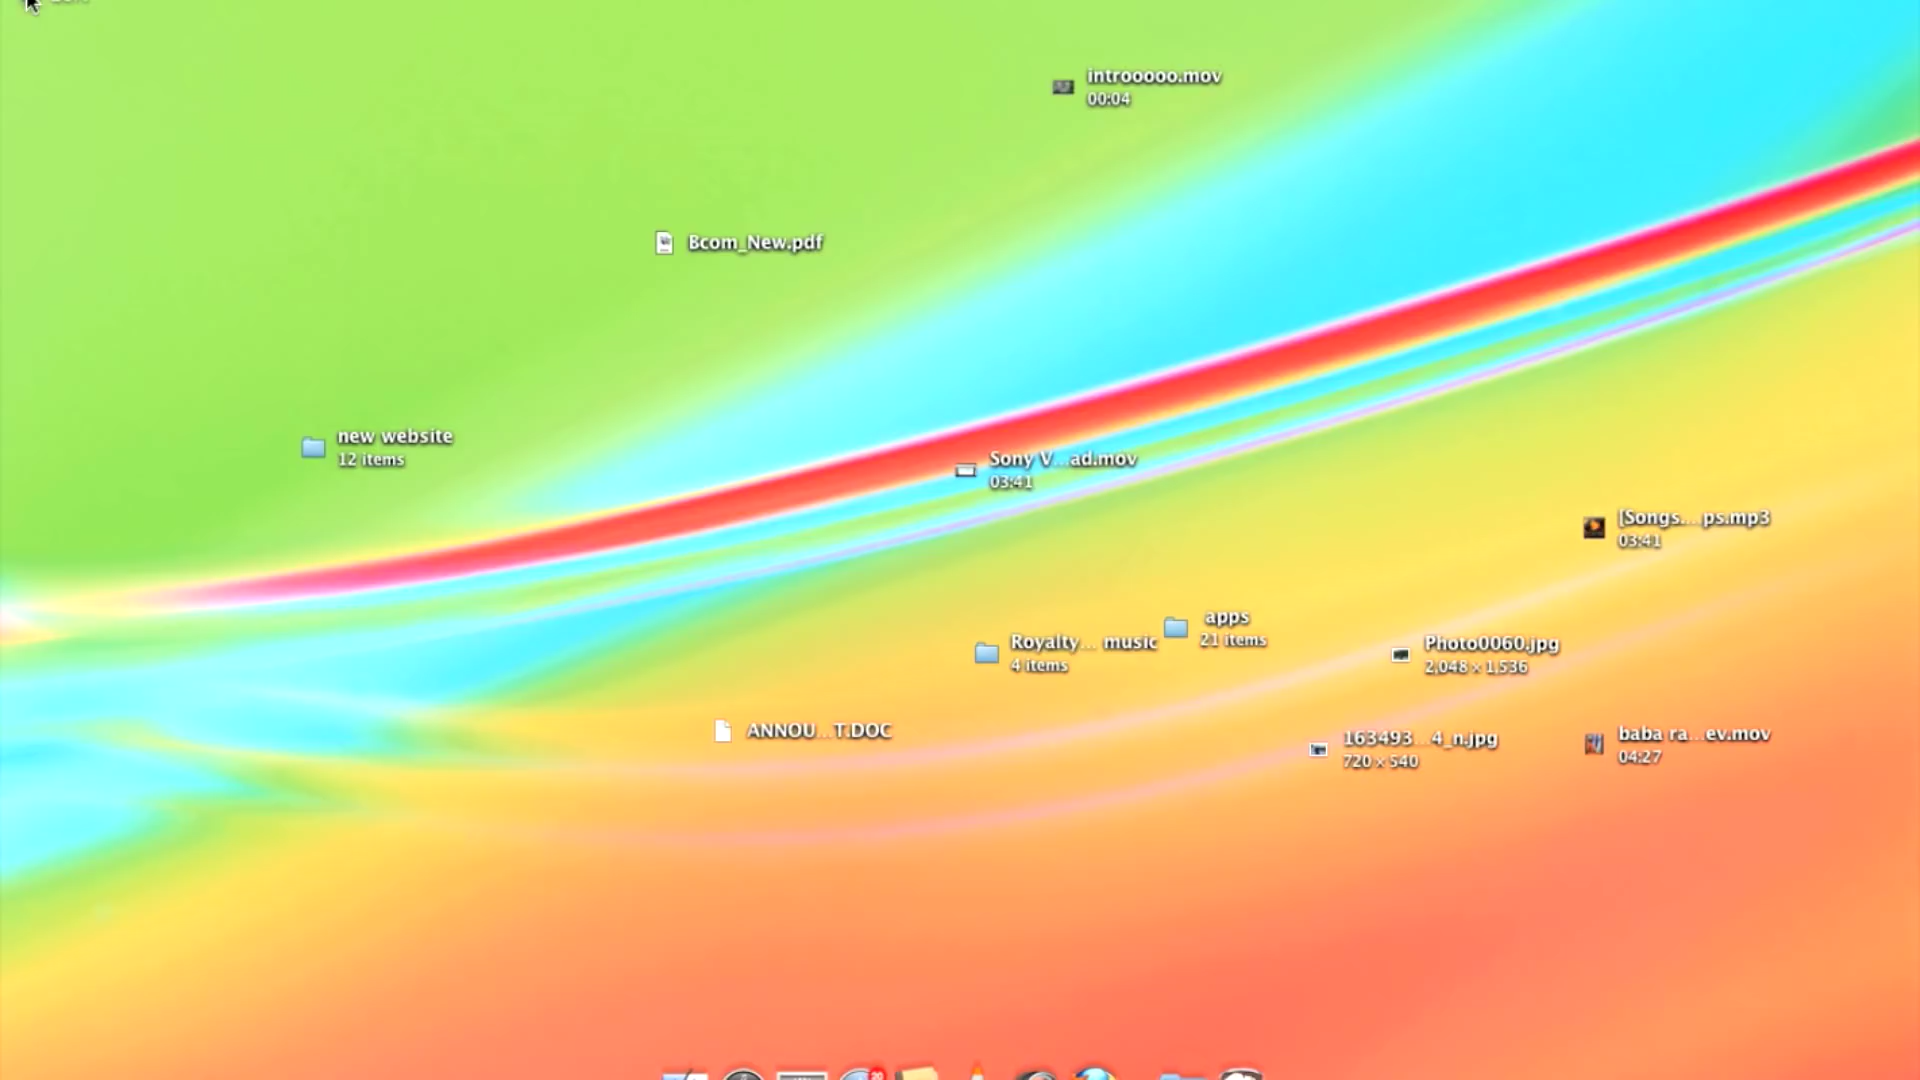 introoooo.mov
00:04
Bcom_New.pdf
new website
12 items
Sony V...ad.mov
03:41
[Songs....ps.mp3
03:41
apps
21 items
Royalty... music
4 items
Photo0060.jpg
2,048 × 1,536
ANNOU...T.DOC
163493...4_n.jpg
720 × 540
baba ra...ev.mov
04:27
20